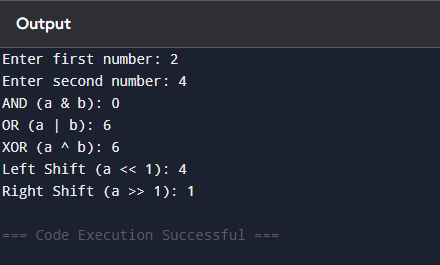 Output
Enter first number: 2
Enter second number: 4
AND (a & b): 0
OR (a | b): 6
XOR (a ^ b): 6
Left Shift (a << 1): 4
Right Shift (a >> 1): 1
=== Code Execution Successful ===